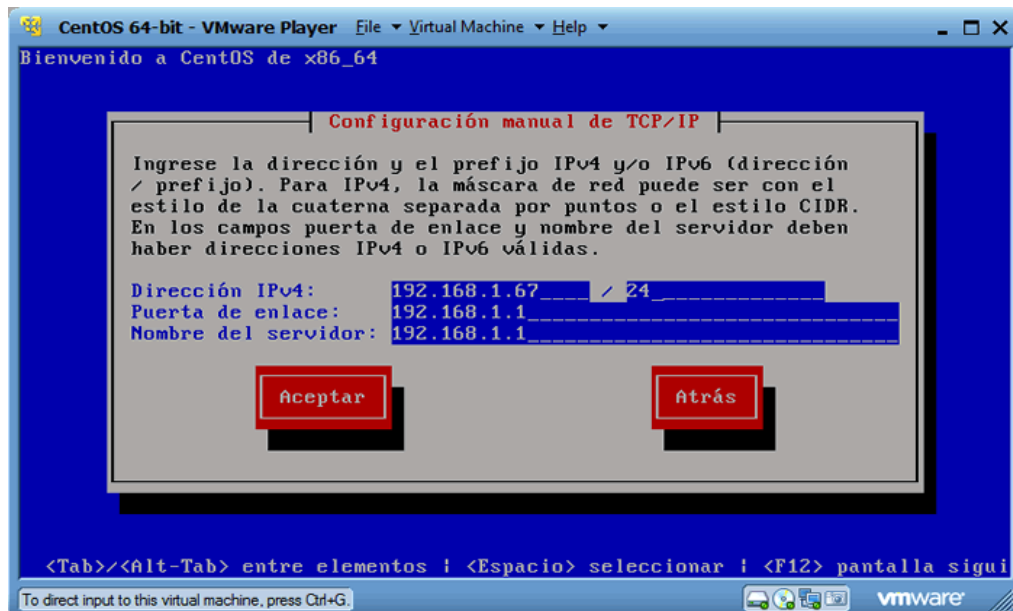 CentOS 64-bit - VMware Player File Virtual Machine Help
Bienvenido a CentOS de x86_64
Configuración manual de TCP/IP
Ingrese la dirección y el prefijo IPv4 y/o IPv6 (dirección
/ prefijo). Para IPv4, la máscara de red puede ser con el
estilo de la cuaterna separada por puntos o el estilo CIDR.
En los campos puerta de enlace y nombre del servidor deben
haber direcciones IPv4 o IPv6 válidas.
Dirección IPv4: 192.168.1.67____ / 24_____________
Puerta de enlace: 192.168.1.1_____________________________
Nombre del servidor: 192.168.1.1_____________________________
Aceptar Atrás
<Tab>/<Alt-Tab> entre elementos | <Espacio> seleccionar | <F12> pantalla sigui
To direct input to this virtual machine, press Ctrl+G. vmware